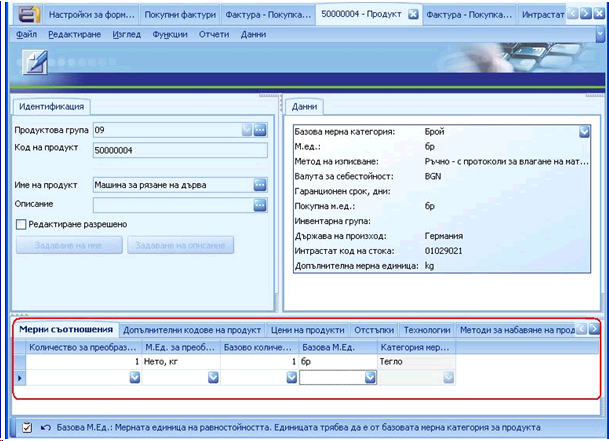 Настройки за форм... Покупни фактури Фактура - Покупка... 50000004 - Продукт Фактура - Покупка... Интрастат
Файл Редактиране Изглед Функции Отчети Данни
Идентификация
Продуктова група 09
Код на продукт 50000004
Име на продукт Машина за рязане на дърва
Описание
Редактиране разрешено
Задаване на име Задаване на описание
Данни
Базова мерна категория: Брой
М.ед.: бр
Метод на изписване: Ръчно - с протоколи за влагане на мат...
Валута за себестойност: BGN
Гаранционен срок, дни:
Покупна м.ед.: бр
Инвентарна група:
Държава на произход: Германия
Интрастат код на стока: 01029021
Допълнителна мерна единица: kg
Мерни съотношения Допълнителни кодове на продукт Цени на продукти Отстъпки Технологии Методи за набавяне на прод
Количество за преобраз... М.Ед. за преоб... Базово количе... Базова М.Ед. Категория мер...
1 Нето, кг 1 бр Тегло
Базова М.Ед.: Мерната единица на равностойността. Единицата трябва да е от базовата мерна категория за продукта